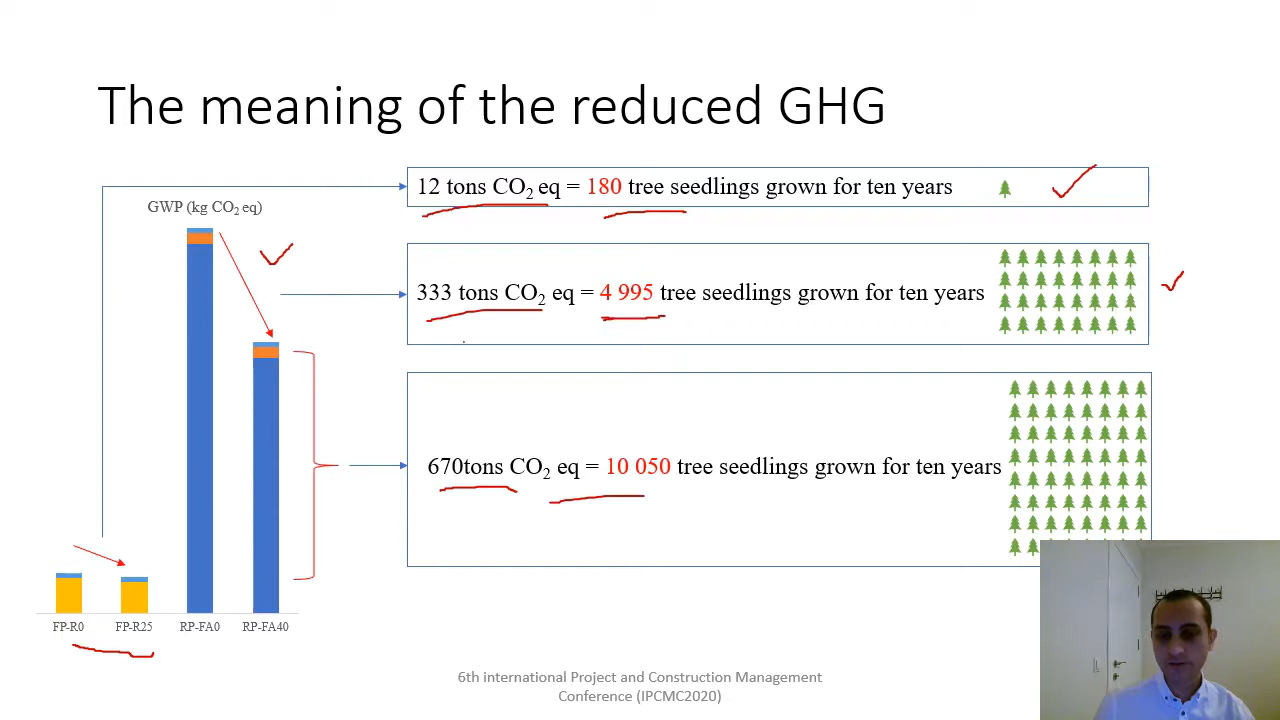 The meaning of the reduced GHG
12 tons CO₂ eq = 180 tree seedlings grown for ten years
GWP (kg CO₂ eq)
333 tons CO₂ eq = 4 995 tree seedlings grown for ten years
670tons CO₂ eq = 10 050 tree seedlings grown for ten years
FP-R0 FP-R25 RP-FA0 RP-FA40
6th international Project and Construction Management
Conference (IPCMC2020)